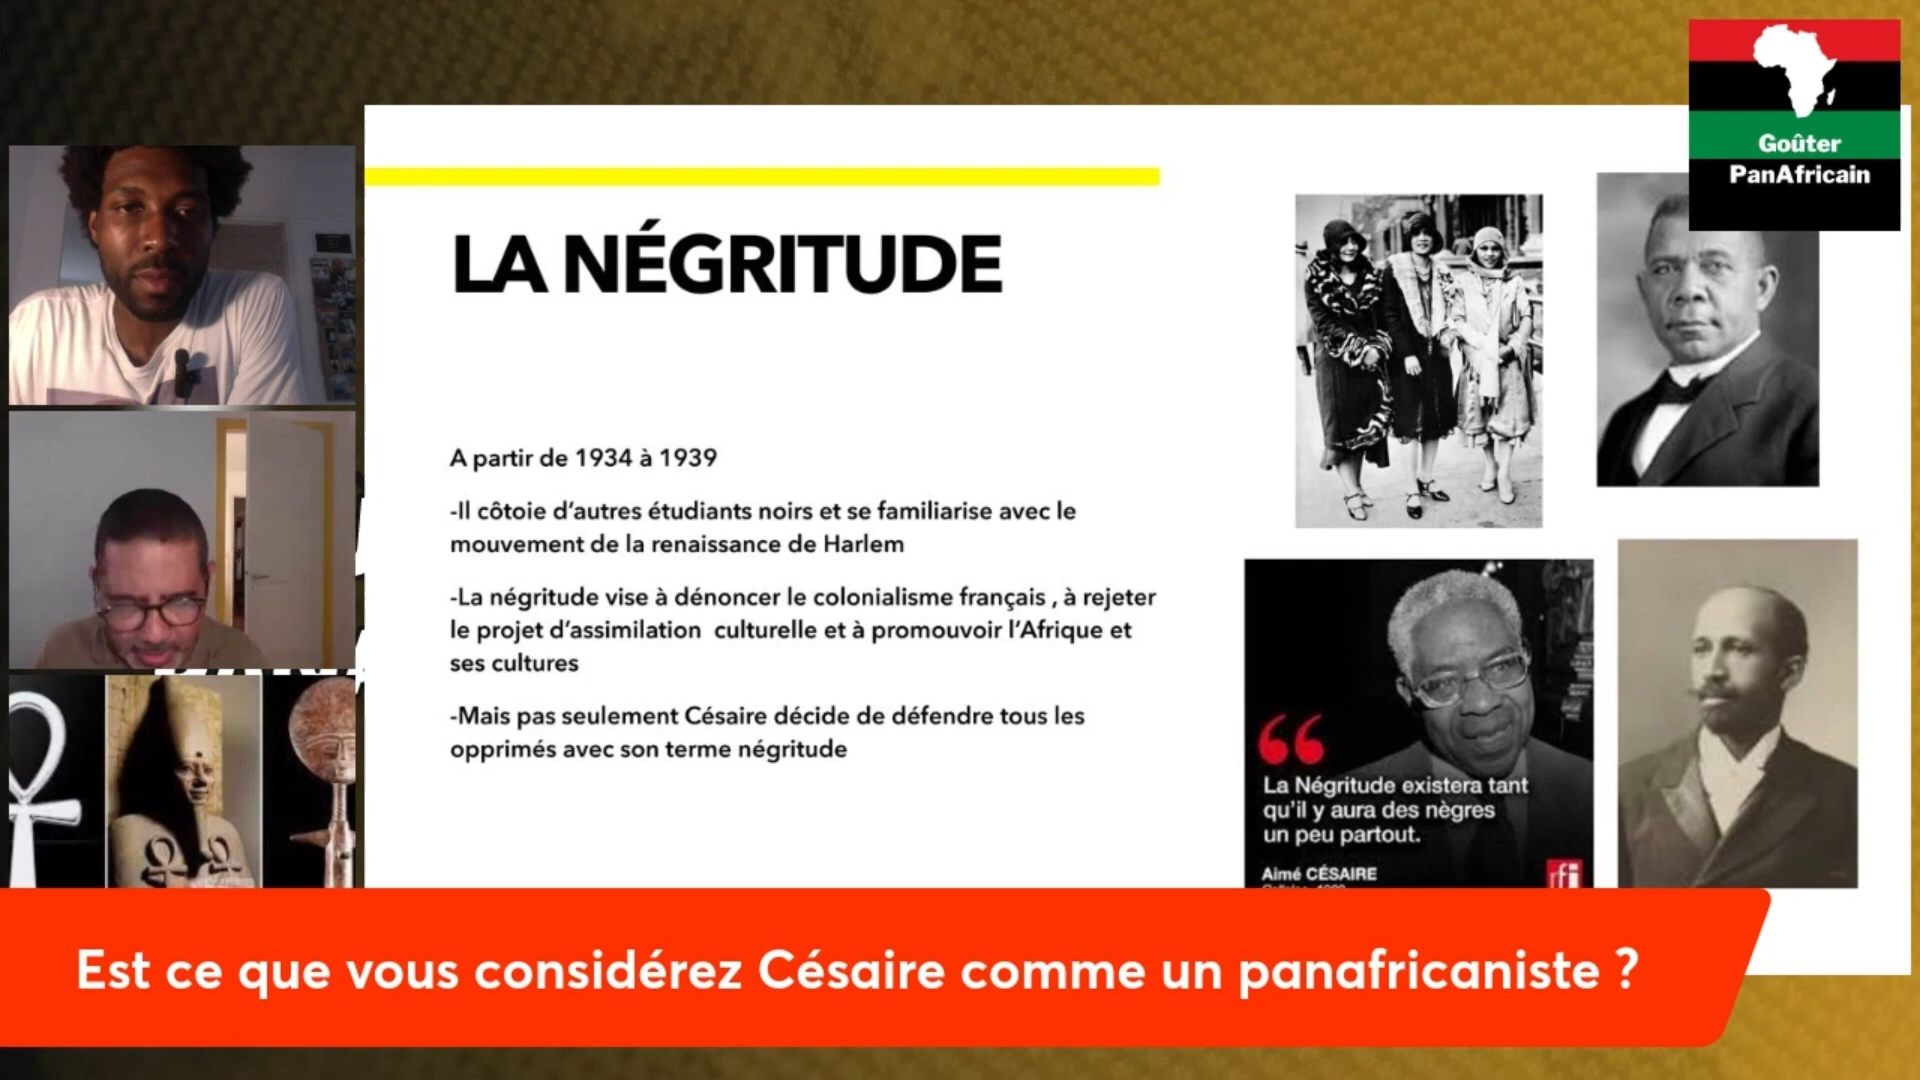 Goûter
PanAfricain
LA NÉGRITUDE
A partir de 1934 à 1939
-Il côtoie d'autres étudiants noirs et se familiarise avec le
mouvement de la renaissance de Harlem
-La négritude vise à dénoncer le colonialisme français , à rejeter
le projet d'assimilation culturelle et à promouvoir l'Afrique et
ses cultures
-Mais pas seulement Césaire décide de défendre tous les
opprimés avec son terme négritude
“
La Négritude existera tant
qu'il y aura des nègres
un peu partout.
Aimé CÉSAIRE
rfi
Est ce que vous considérez Césaire comme un panafricaniste ?